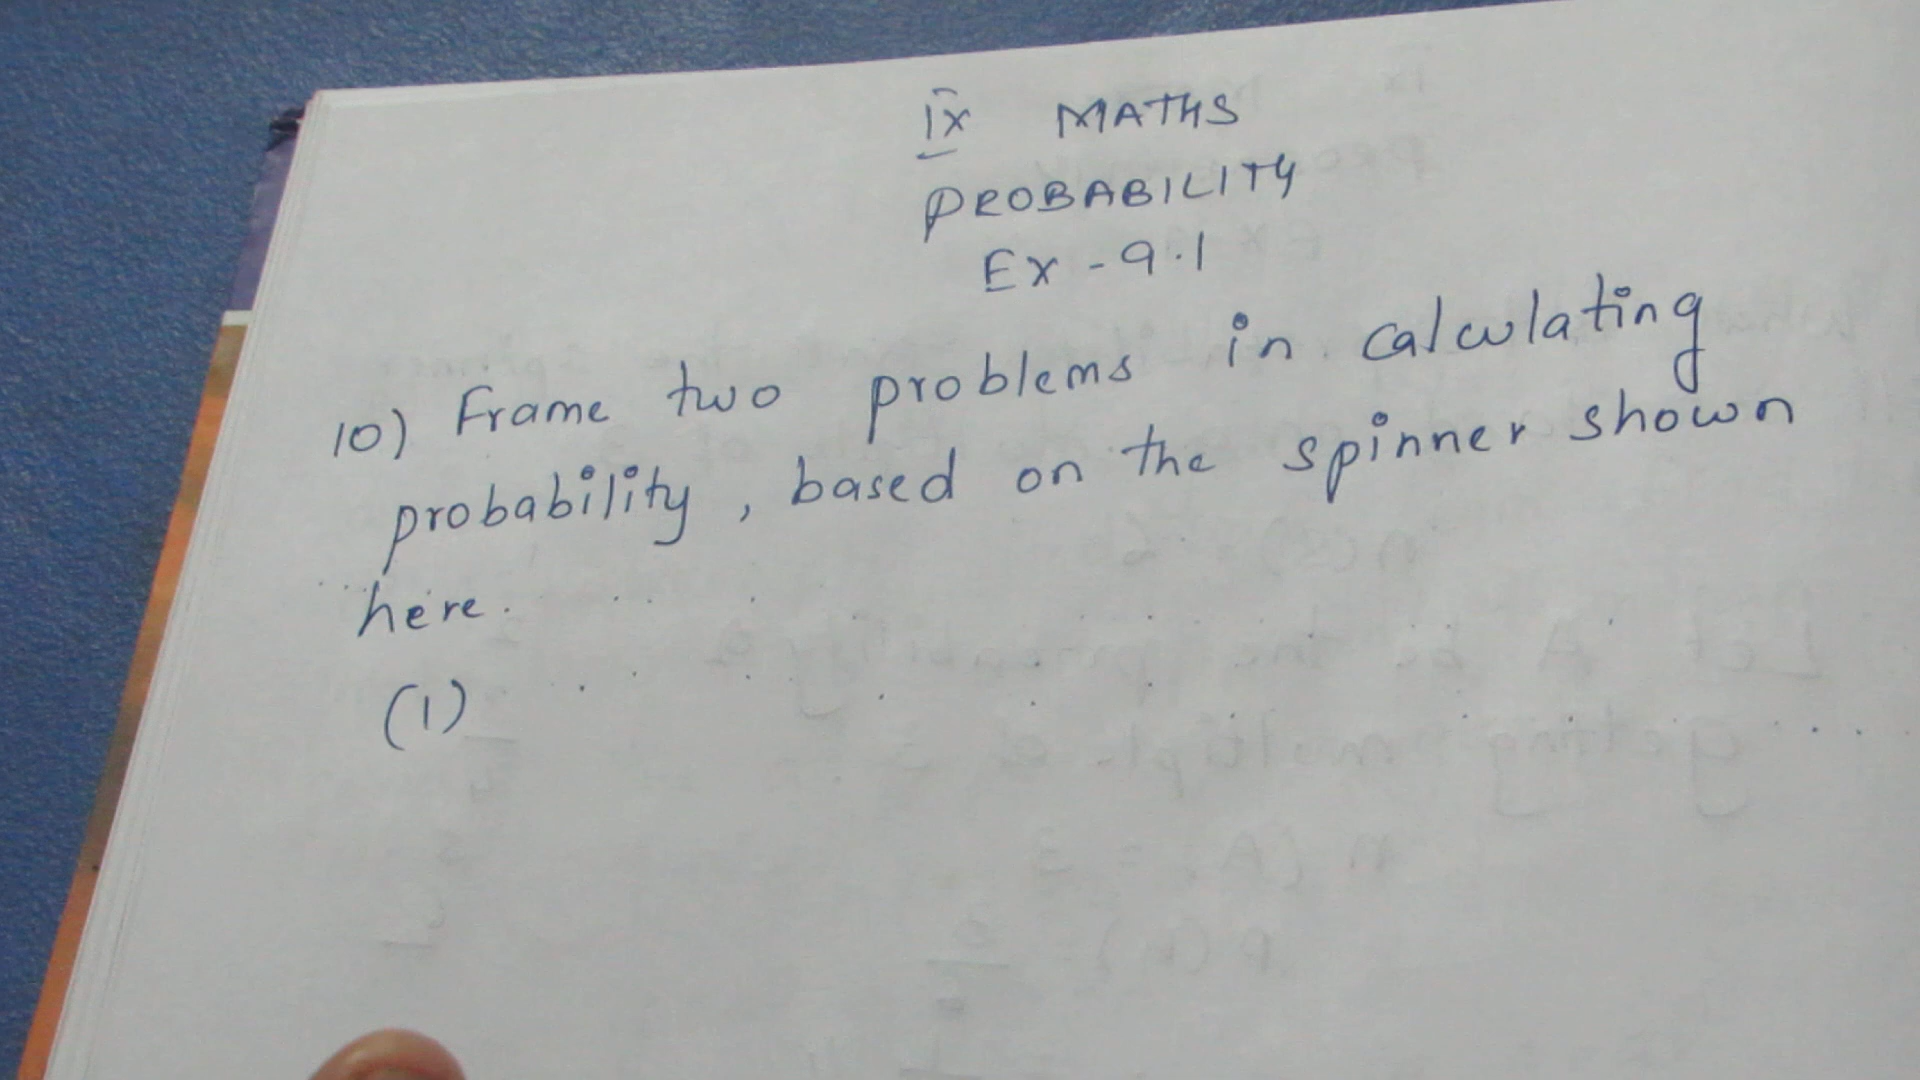 IX MATHS
PROBABILITY
Ex - 9.1
10) Frame two problems in calculating
probability, based on the spinner shown
here.
(1)